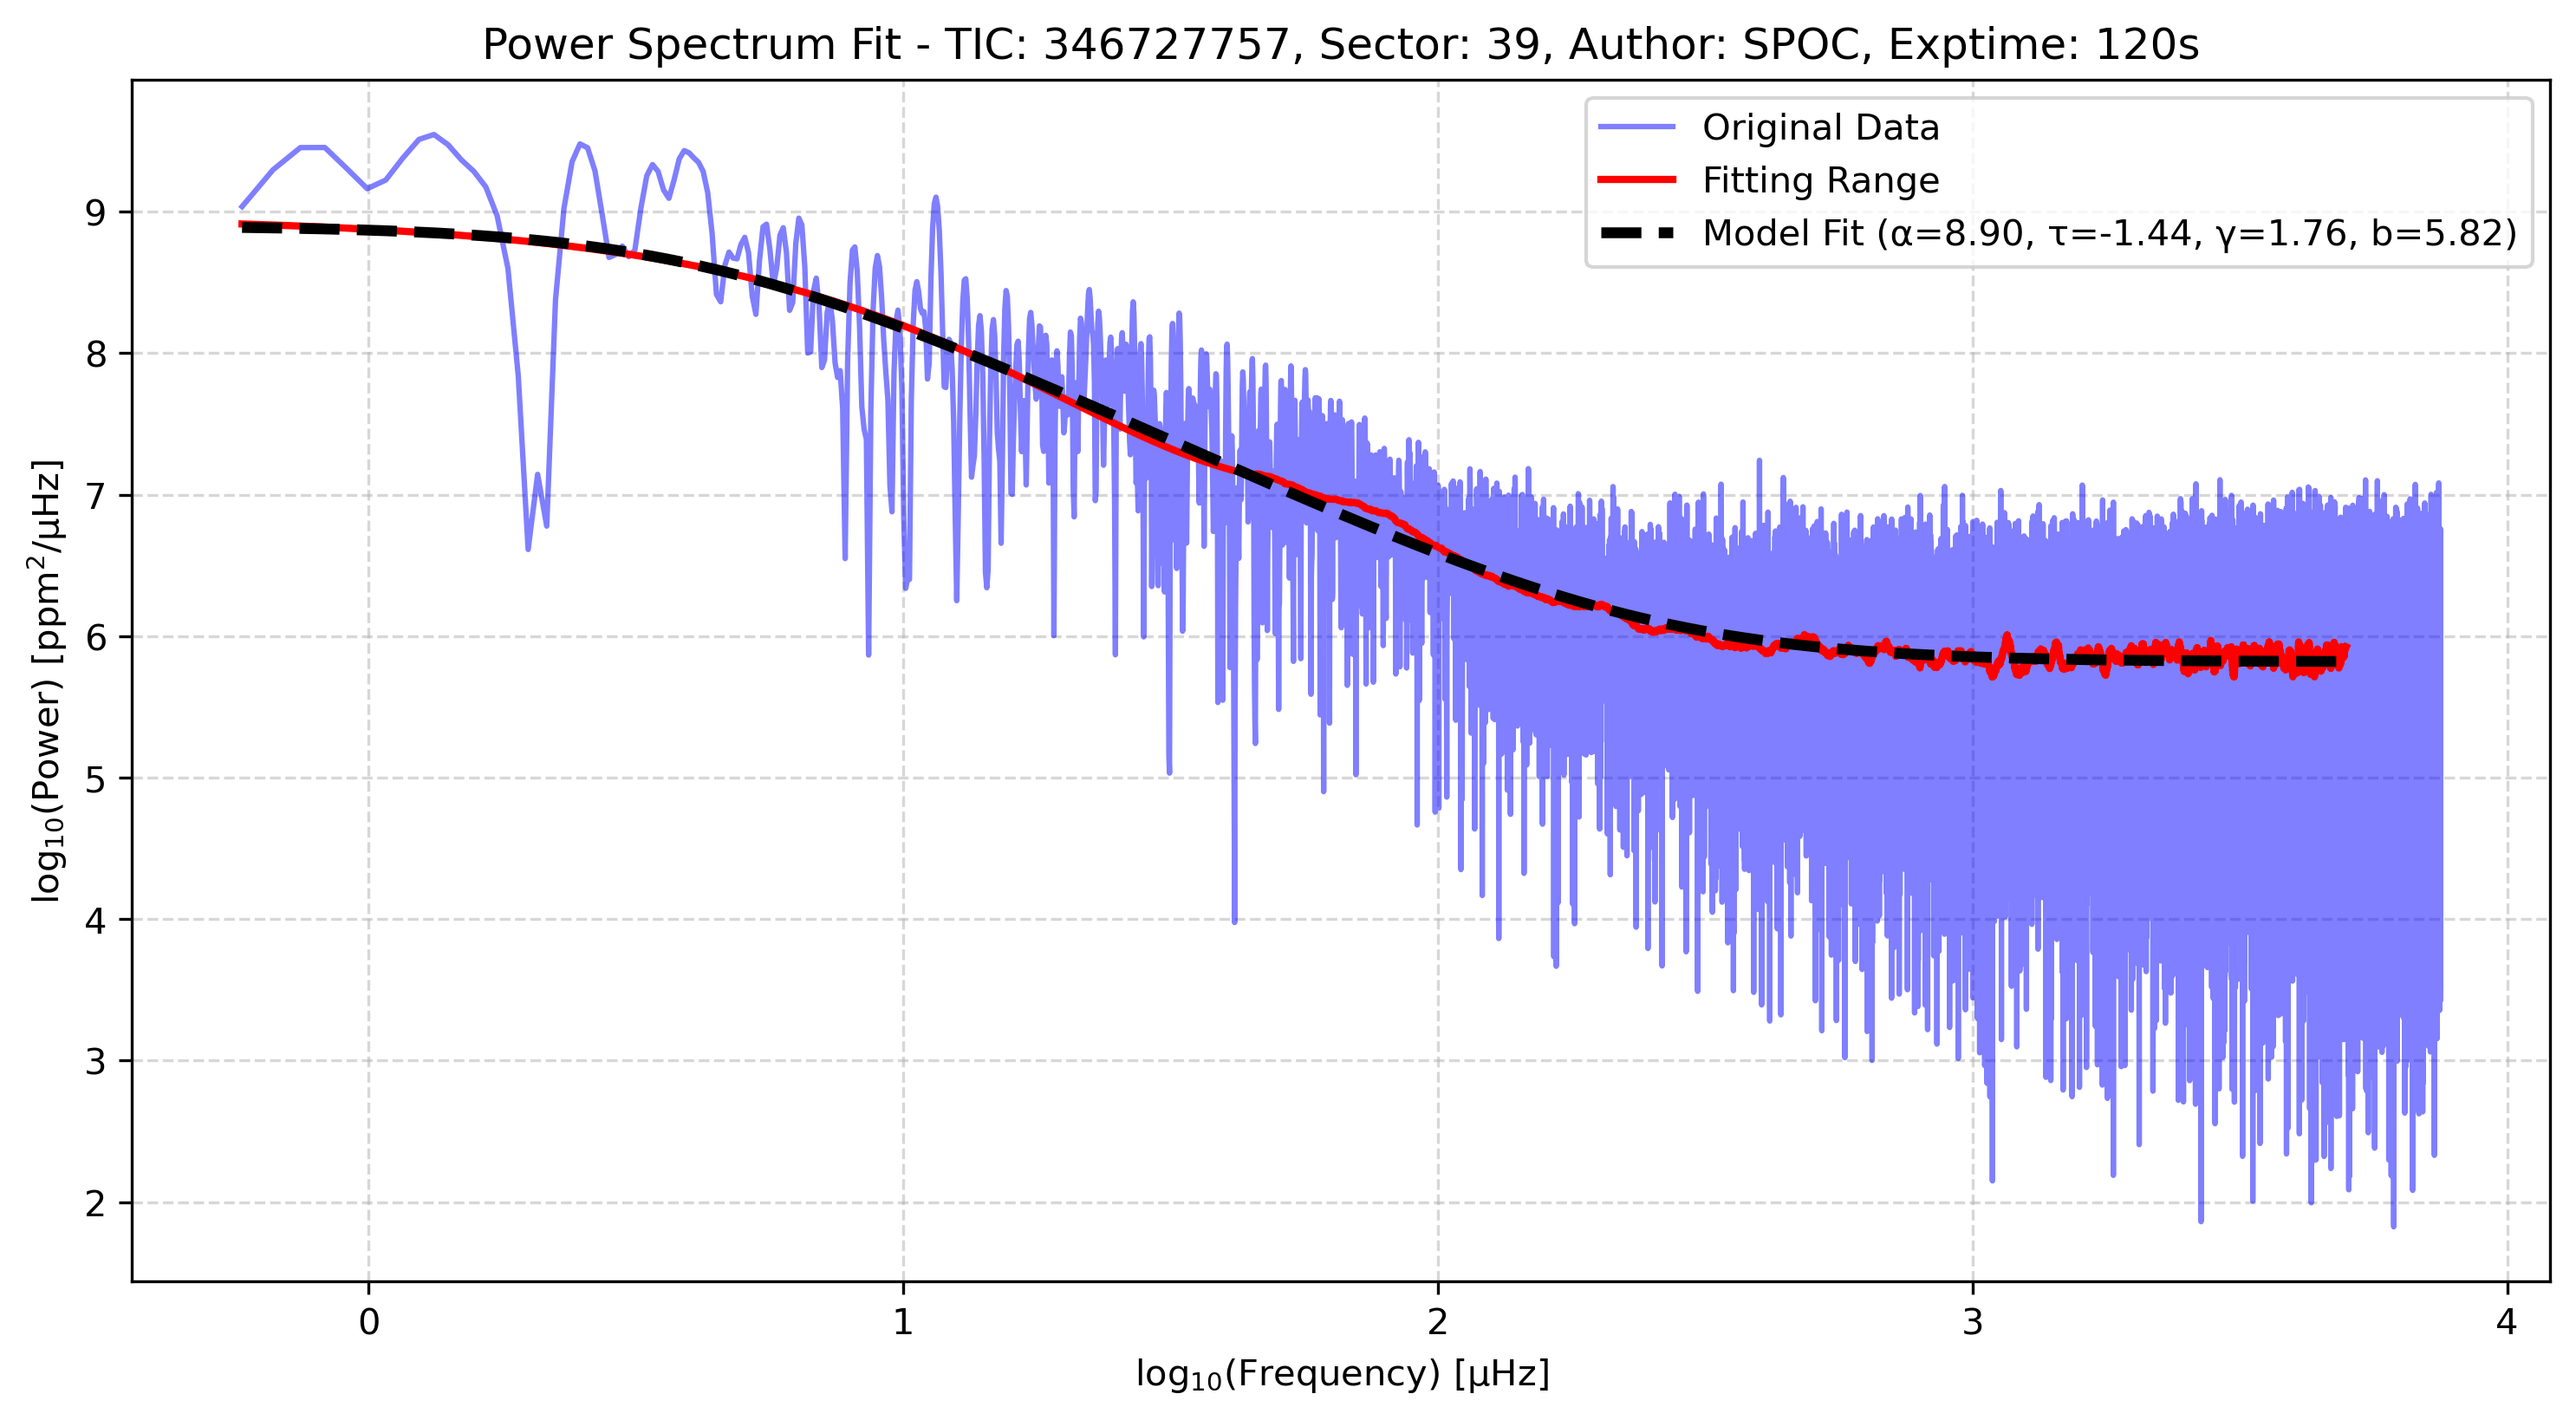 Power Spectrum Fit - TIC: 346727757, Sector: 39, Author: SPOC, Exptime: 120s
Original Data
Fitting Range
Model Fit (α=8.90, τ=-1.44, γ=1.76, b=5.82)
log₁₀(Power) [ppm²/μHz]
9
8
7
6
5
4
3
2
0 1 2 3 4
log₁₀(Frequency) [μHz]